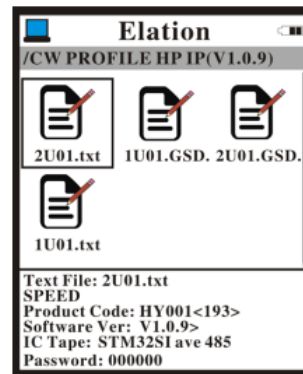 Elation
/CW PROFILE HP IP(V1.0.9)
2U01.txt 1U01.GSD. 2U01.GSD.
1U01.txt
Text File: 2U01.txt
SPEED
Product Code: HY001<193>
Software Ver: V1.0.9>
IC Tape: STM32SI ave 485
Password: 000000